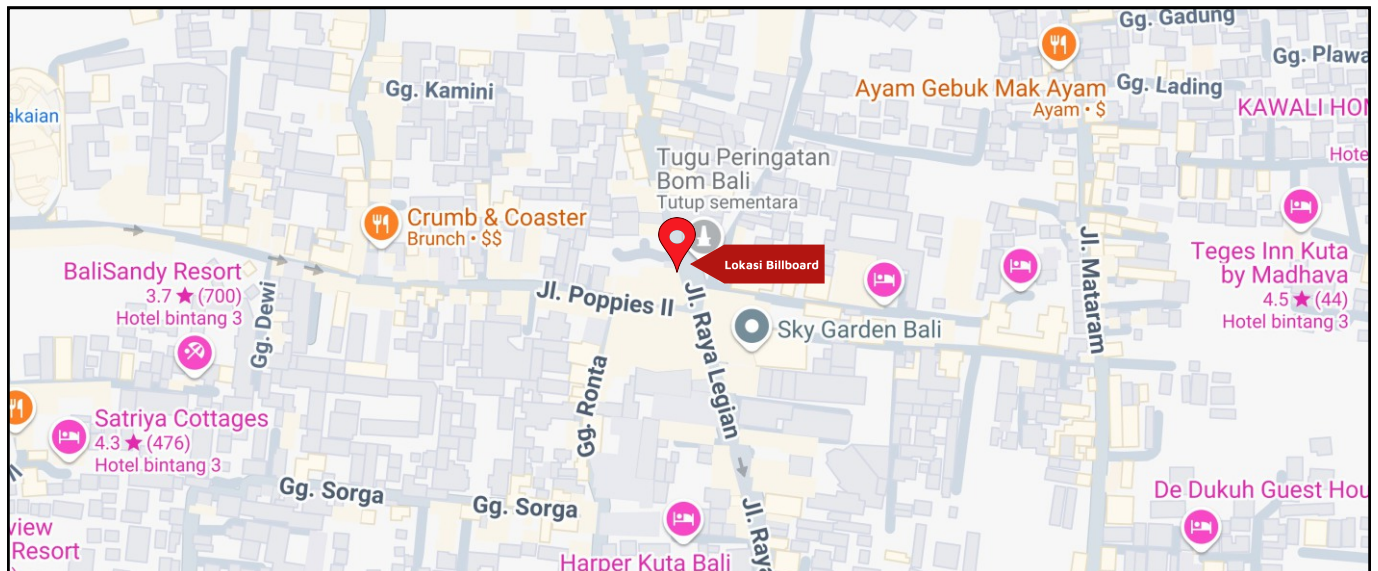 Gg. Gadung
Gg. Plawa
Gg. Kamini
Ayam Gebuk Mak Ayam
Ayam • $
Gg. Lading
KAWALI HO
akaian
Tugu Peringatan
Bom Bali
Tutup sementara
Hote
Crumb & Coaster
Brunch • $$
Lokasi Billboard
Jl. Mataram
Teges Inn Kuta
by Madhava
4.5 ★ (44)
Hotel bintang 3
BaliSandy Resort
3.7 ★ (700)
Hotel bintang 3
Gg. Dewi
Jl. Poppies II
Jl. Raya Legian
Sky Garden Bali
Gg. Ronta
Satriya Cottages
4.3 ★ (476)
Hotel bintang 3
Gg. Sorga
Gg. Sorga
Jl. Raya
De Dukuh Guest Hou
view
Resort
Harper Kuta Bali